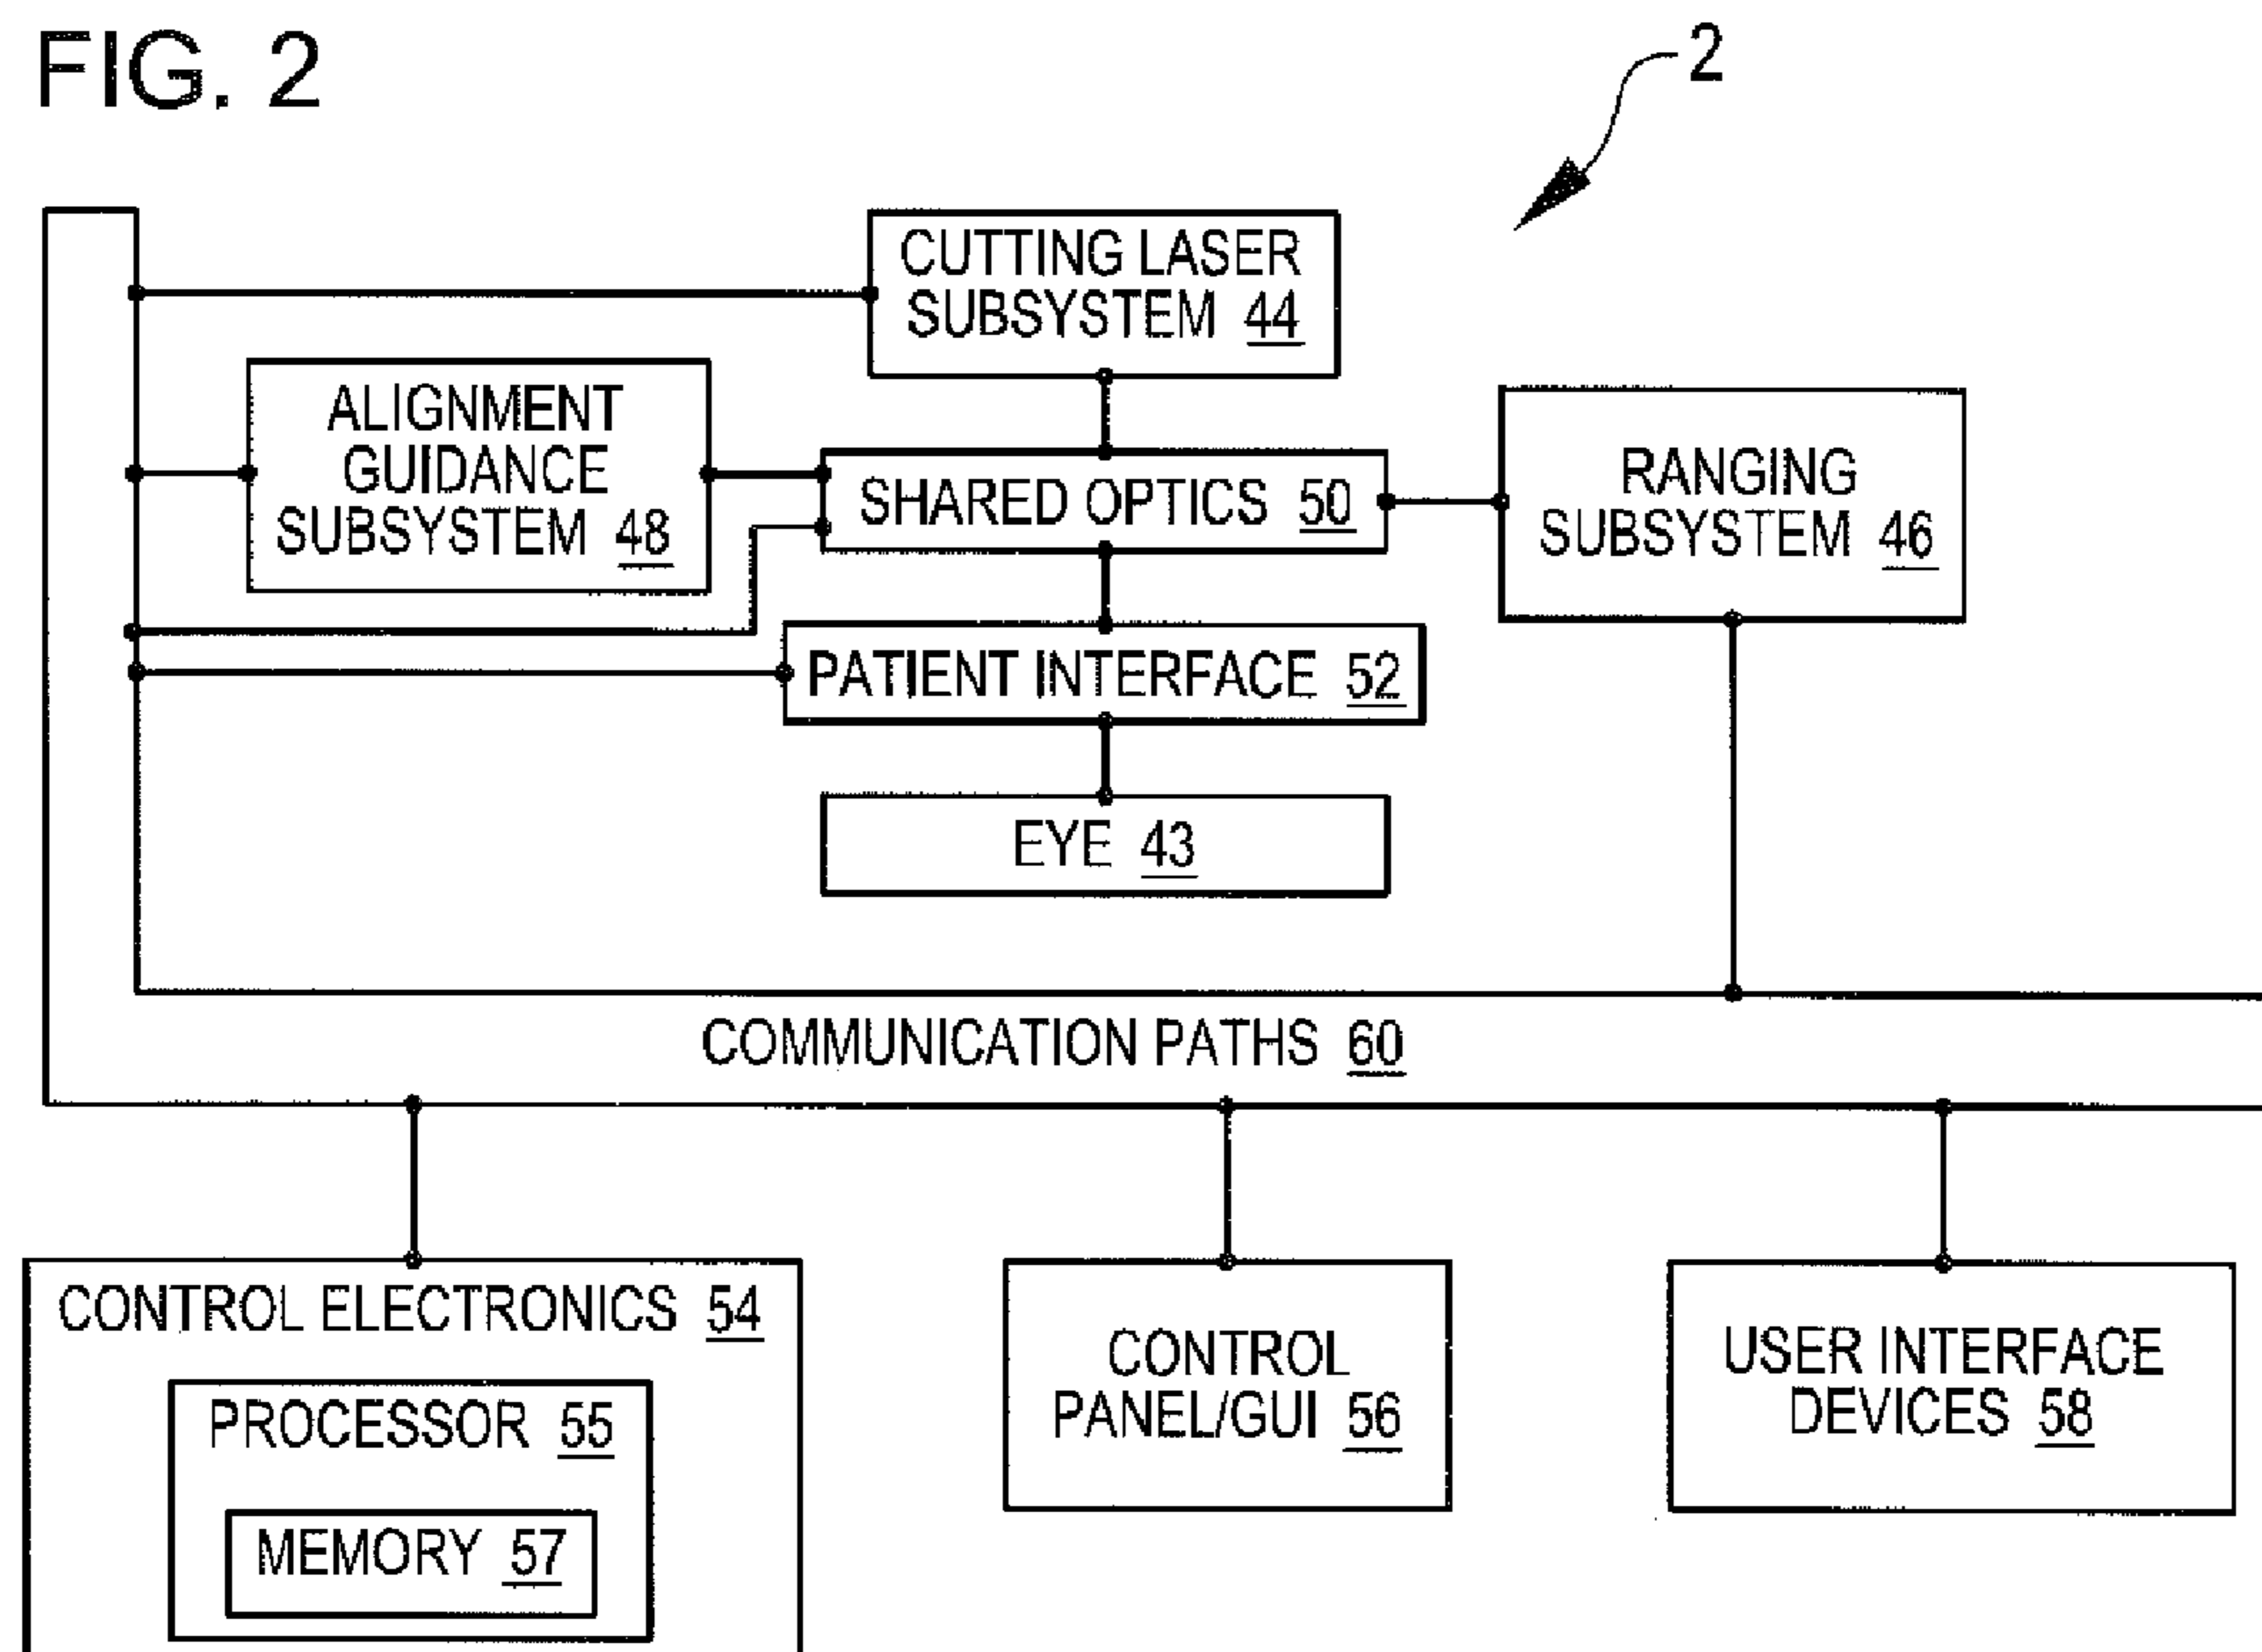 FIG. 2
2
CUTTING LASER
SUBSYSTEM 44
ALIGNMENT
GUIDANCE
SUBSYSTEM 48
SHARED OPTICS 50
RANGING
SUBSYSTEM 46
PATIENT INTERFACE 52
EYE 43
COMMUNICATION PATHS 60
CONTROL ELECTRONICS 54
PROCESSOR 55
MEMORY 57
CONTROL
PANEL/GUI 56
USER INTERFACE
DEVICES 58